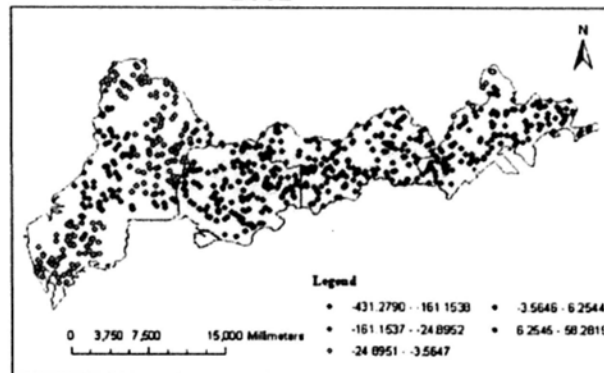 N
Legend
-431.2790 - -161.1538
-3.5646 - 6.2544
-161.1537 - -24.8952
6.2545 - 58.2819
-24.8951 - -3.5647
0 3,750 7,500 15,000 Millimeters